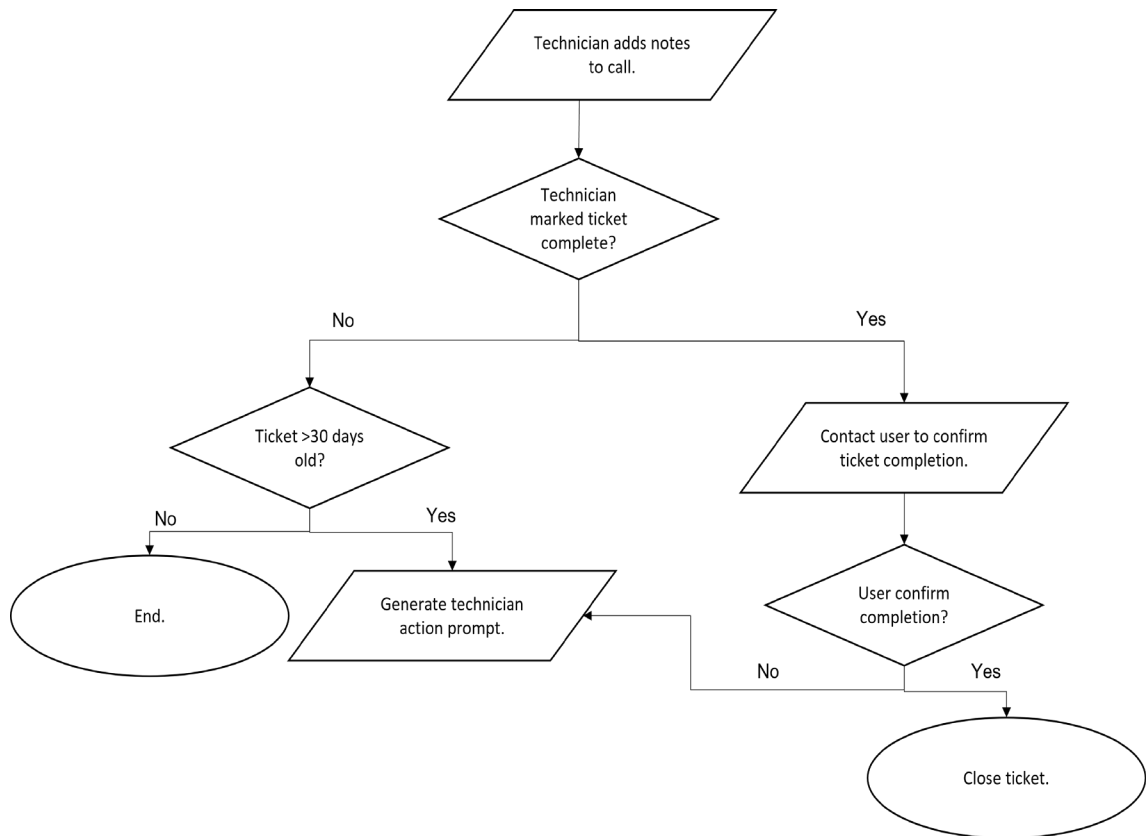 Technician adds notes
to call.
Technician
marked ticket
complete?
No
Yes
Ticket >30 days
old?
Contact user to confirm
ticket completion.
No
Yes
End.
Generate technician
action prompt.
User confirm
completion?
No
Yes
Close ticket.